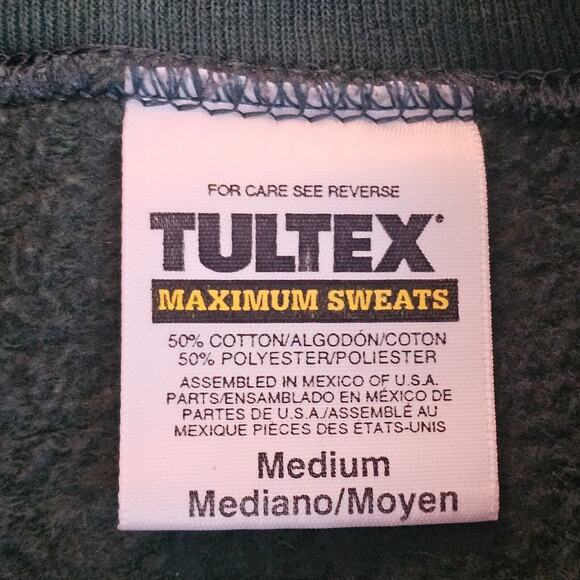 FOR CARE SEE REVERSE
TULTEX®
MAXIMUM SWEATS
50% COTTON/ALGODÓN/COTON
50% POLYESTER/POLIESTER
ASSEMBLED IN MEXICO OF U.S.A.
PARTS/ENSAMBLADO EN MÉXICO DE
PARTES DE U.S.A./ASSEMBLÉ AU
MEXIQUE PIÈCES DES ÉTATS-UNIS
Medium
Mediano/Moyen